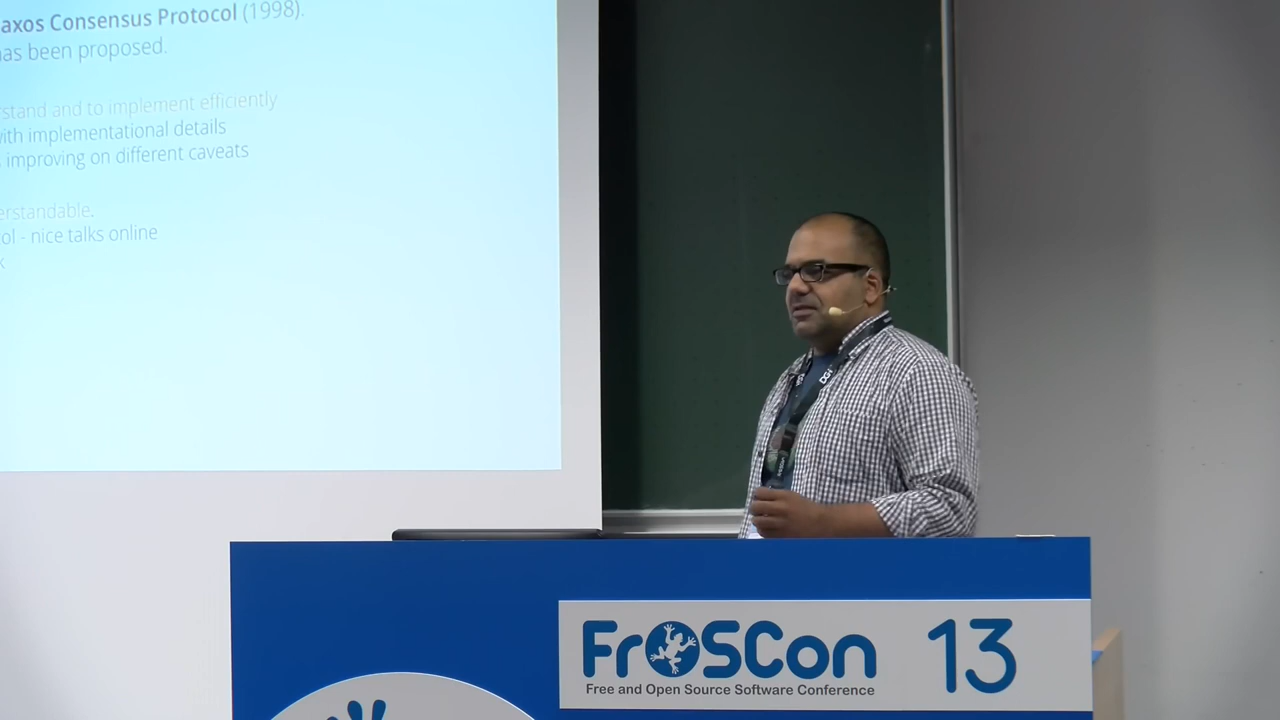 axos Consensus Protocol (1998).
has been proposed.
rstand and to implement efficiently
with implementational details
improving on different caveats
erstandable.
ol - nice talks online
k
FrOSCon 13
Free and Open Source Software Conference